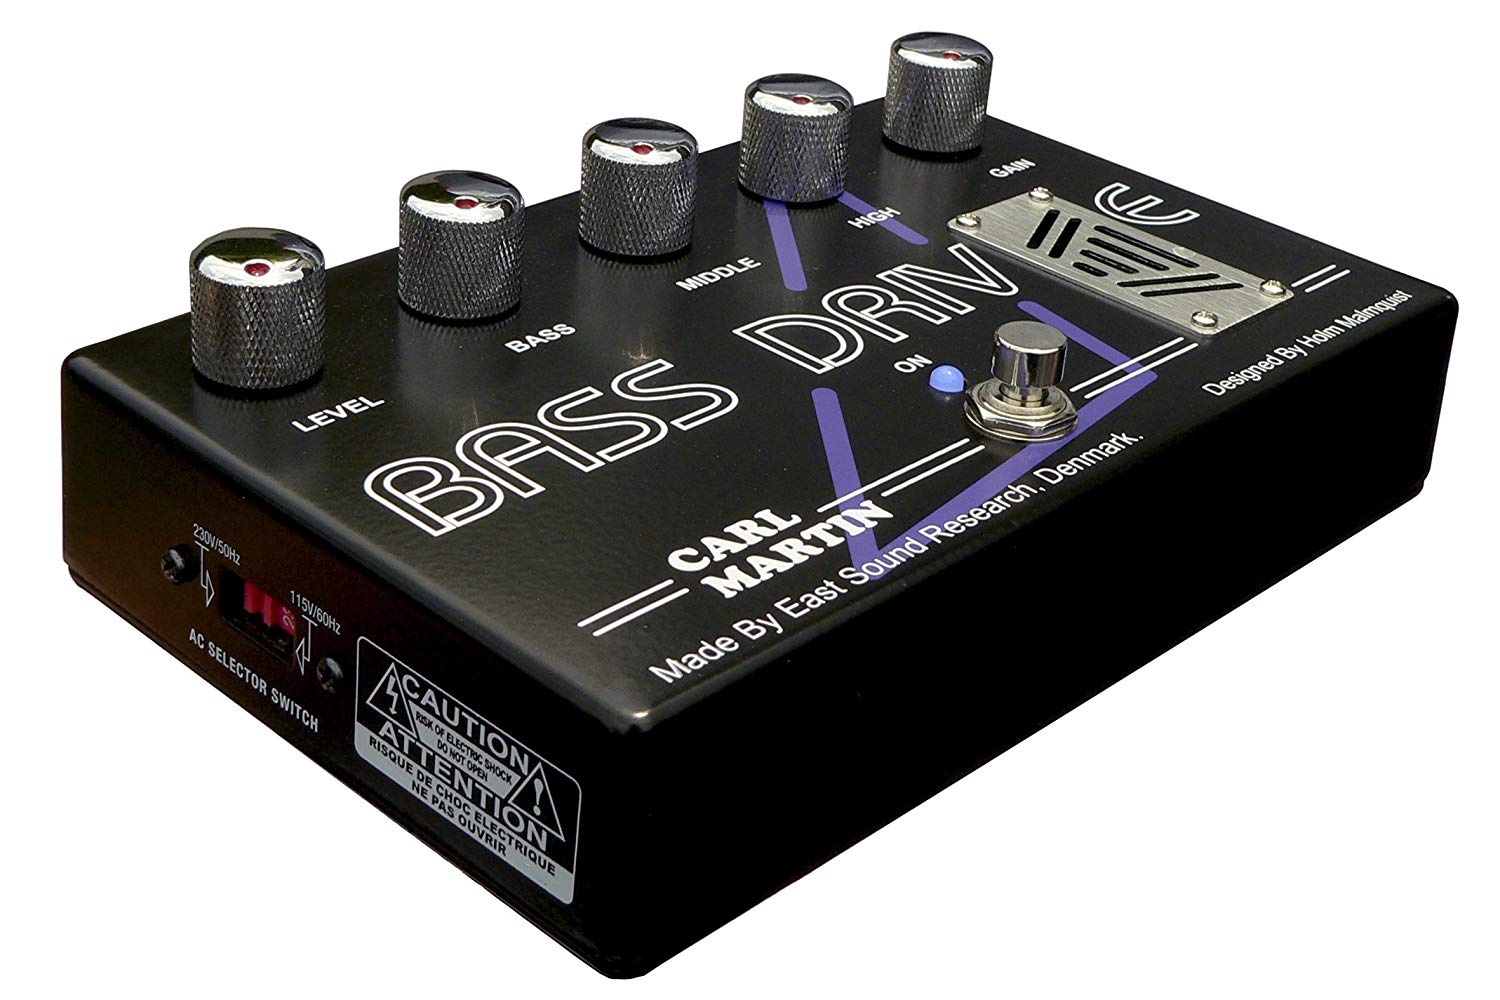 GAIN
HIGH
MIDDLE
BASS
LEVEL
BASS DRIVE
ON
CARL
MARTIN
Designed By Holm Malmquist
Made By East Sound Research, Denmark.
230V/50Hz
115V/60Hz
AC SELECTOR SWITCH
CAUTION
RISK OF ELECTRIC SHOCK
DO NOT OPEN
ATTENTION
RISQUE DE CHOC ELECTRIQUE
NE PAS OUVRIR